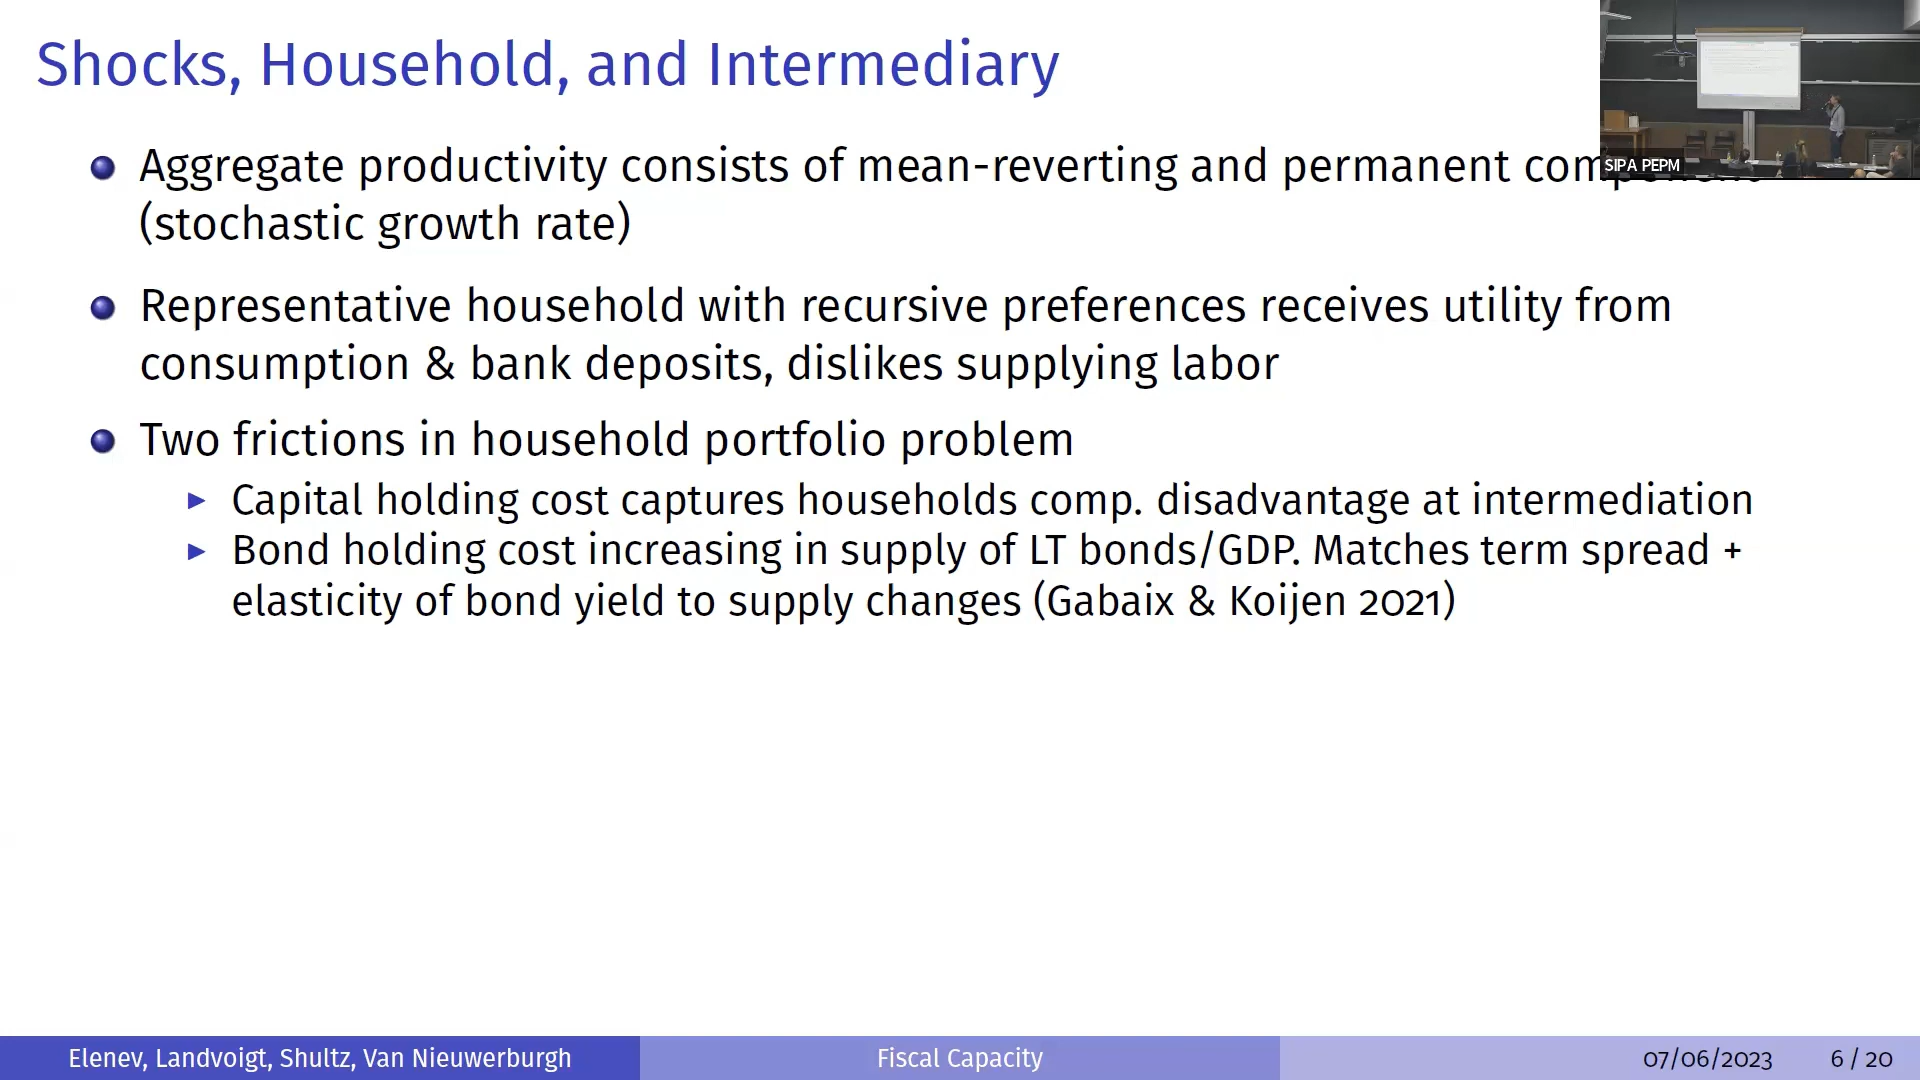 Shocks, Household, and Intermediary
SIPA PEPM
Aggregate productivity consists of mean-reverting and permanent
(stochastic growth rate)
Representative household with recursive preferences receives utility from
consumption & bank deposits, dislikes supplying labor
Two frictions in household portfolio problem
Capital holding cost captures households comp. disadvantage at intermediation
Bond holding cost increasing in supply of LT bonds/GDP. Matches term spread +
elasticity of bond yield to supply changes (Gabaix & Koijen 2021)
Elenev, Landvoigt, Shultz, Van Nieuwerburgh
Fiscal Capacity
07/06/2023
6 / 20